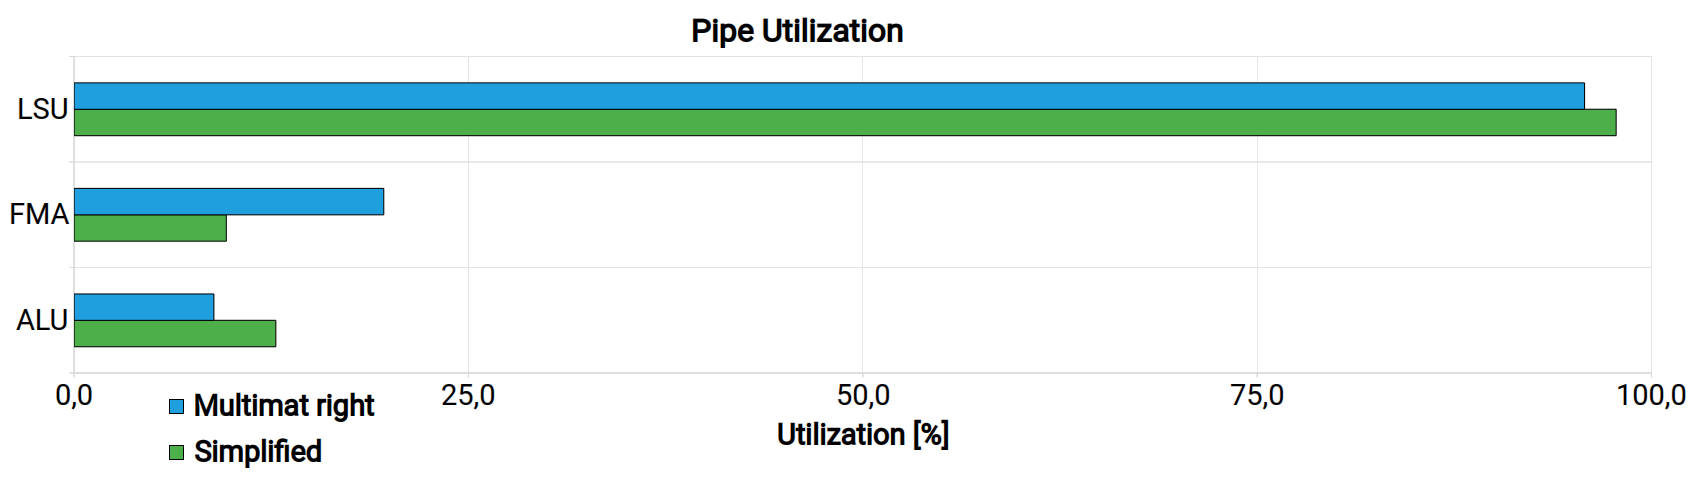 Pipe Utilization
LSU
FMA
ALU
0,0 25,0 50,0 75,0 100,0
Utilization [%]
Multimat right
Simplified